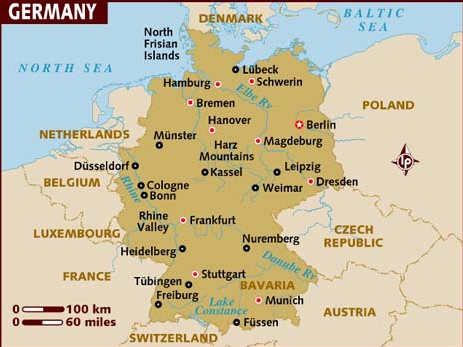 GERMANY
DENMARK
BALTIC
SEA
North
Frisian
Islands
NORTH SEA
Lübeck
Schwerin
Hamburg
Elbe Rv
Bremen
POLAND
Hanover
Berlin
NETHERLANDS
Münster
Harz
Mountains
Magdeburg
lp
Düsseldorf
Kassel
Leipzig
BELGIUM
Rhine
Cologne
Bonn
Weimar
Dresden
Rhine
Valley
Frankfurt
LUXEMBOURG
CZECH
REPUBLIC
Heidelberg
Nuremberg
FRANCE
Danube Rv
Stuttgart
Tübingen
BAVARIA
Freiburg
Munich
Lake
Constance
0 100 km
0 60 miles
Füssen
AUSTRIA
SWITZERLAND